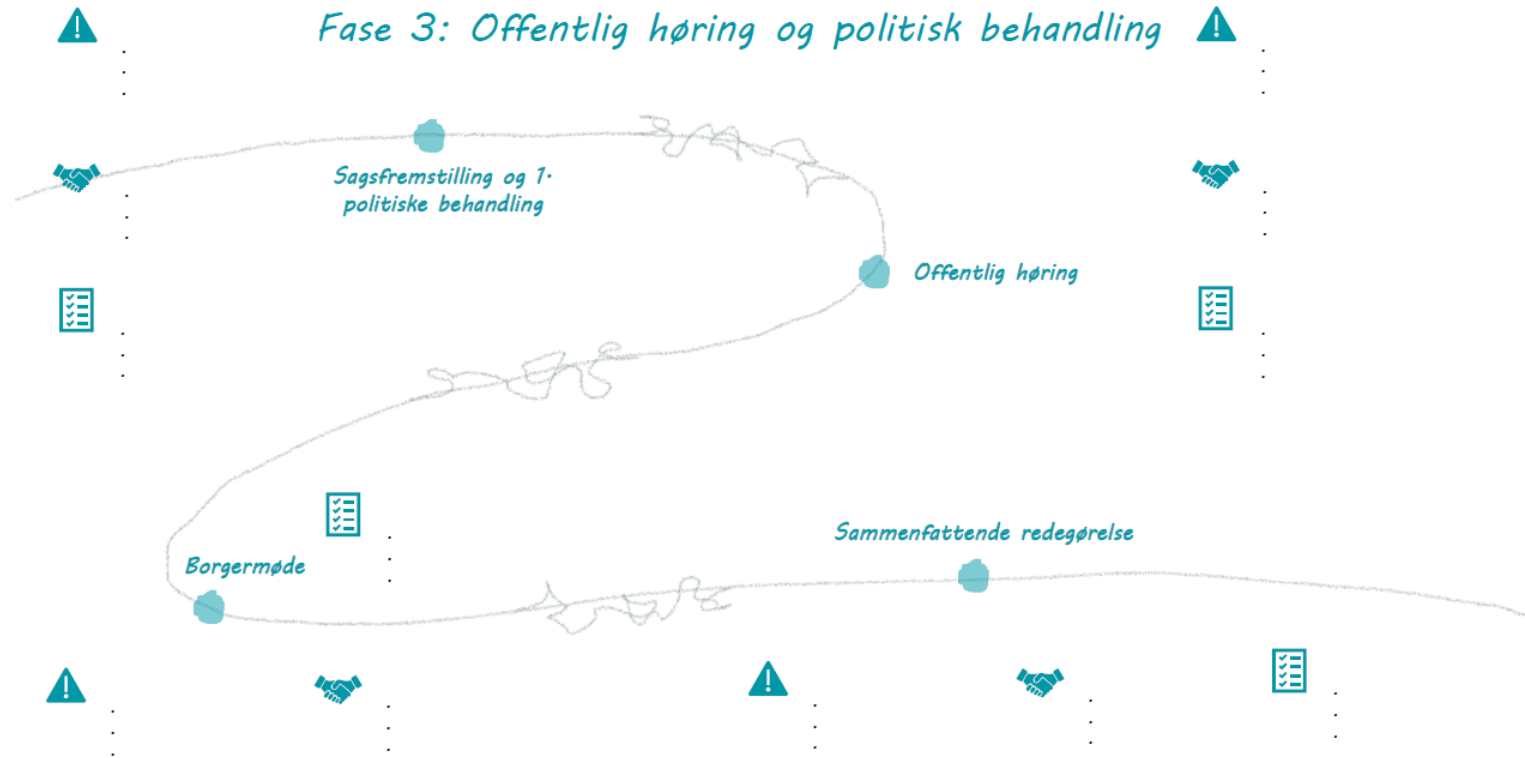 Fase 3: Offentlig høring og politisk behandling
Sagsfremstilling og 1.
politiske behandling
Offentlig høring
Borgermøde
Sammenfattende redegørelse